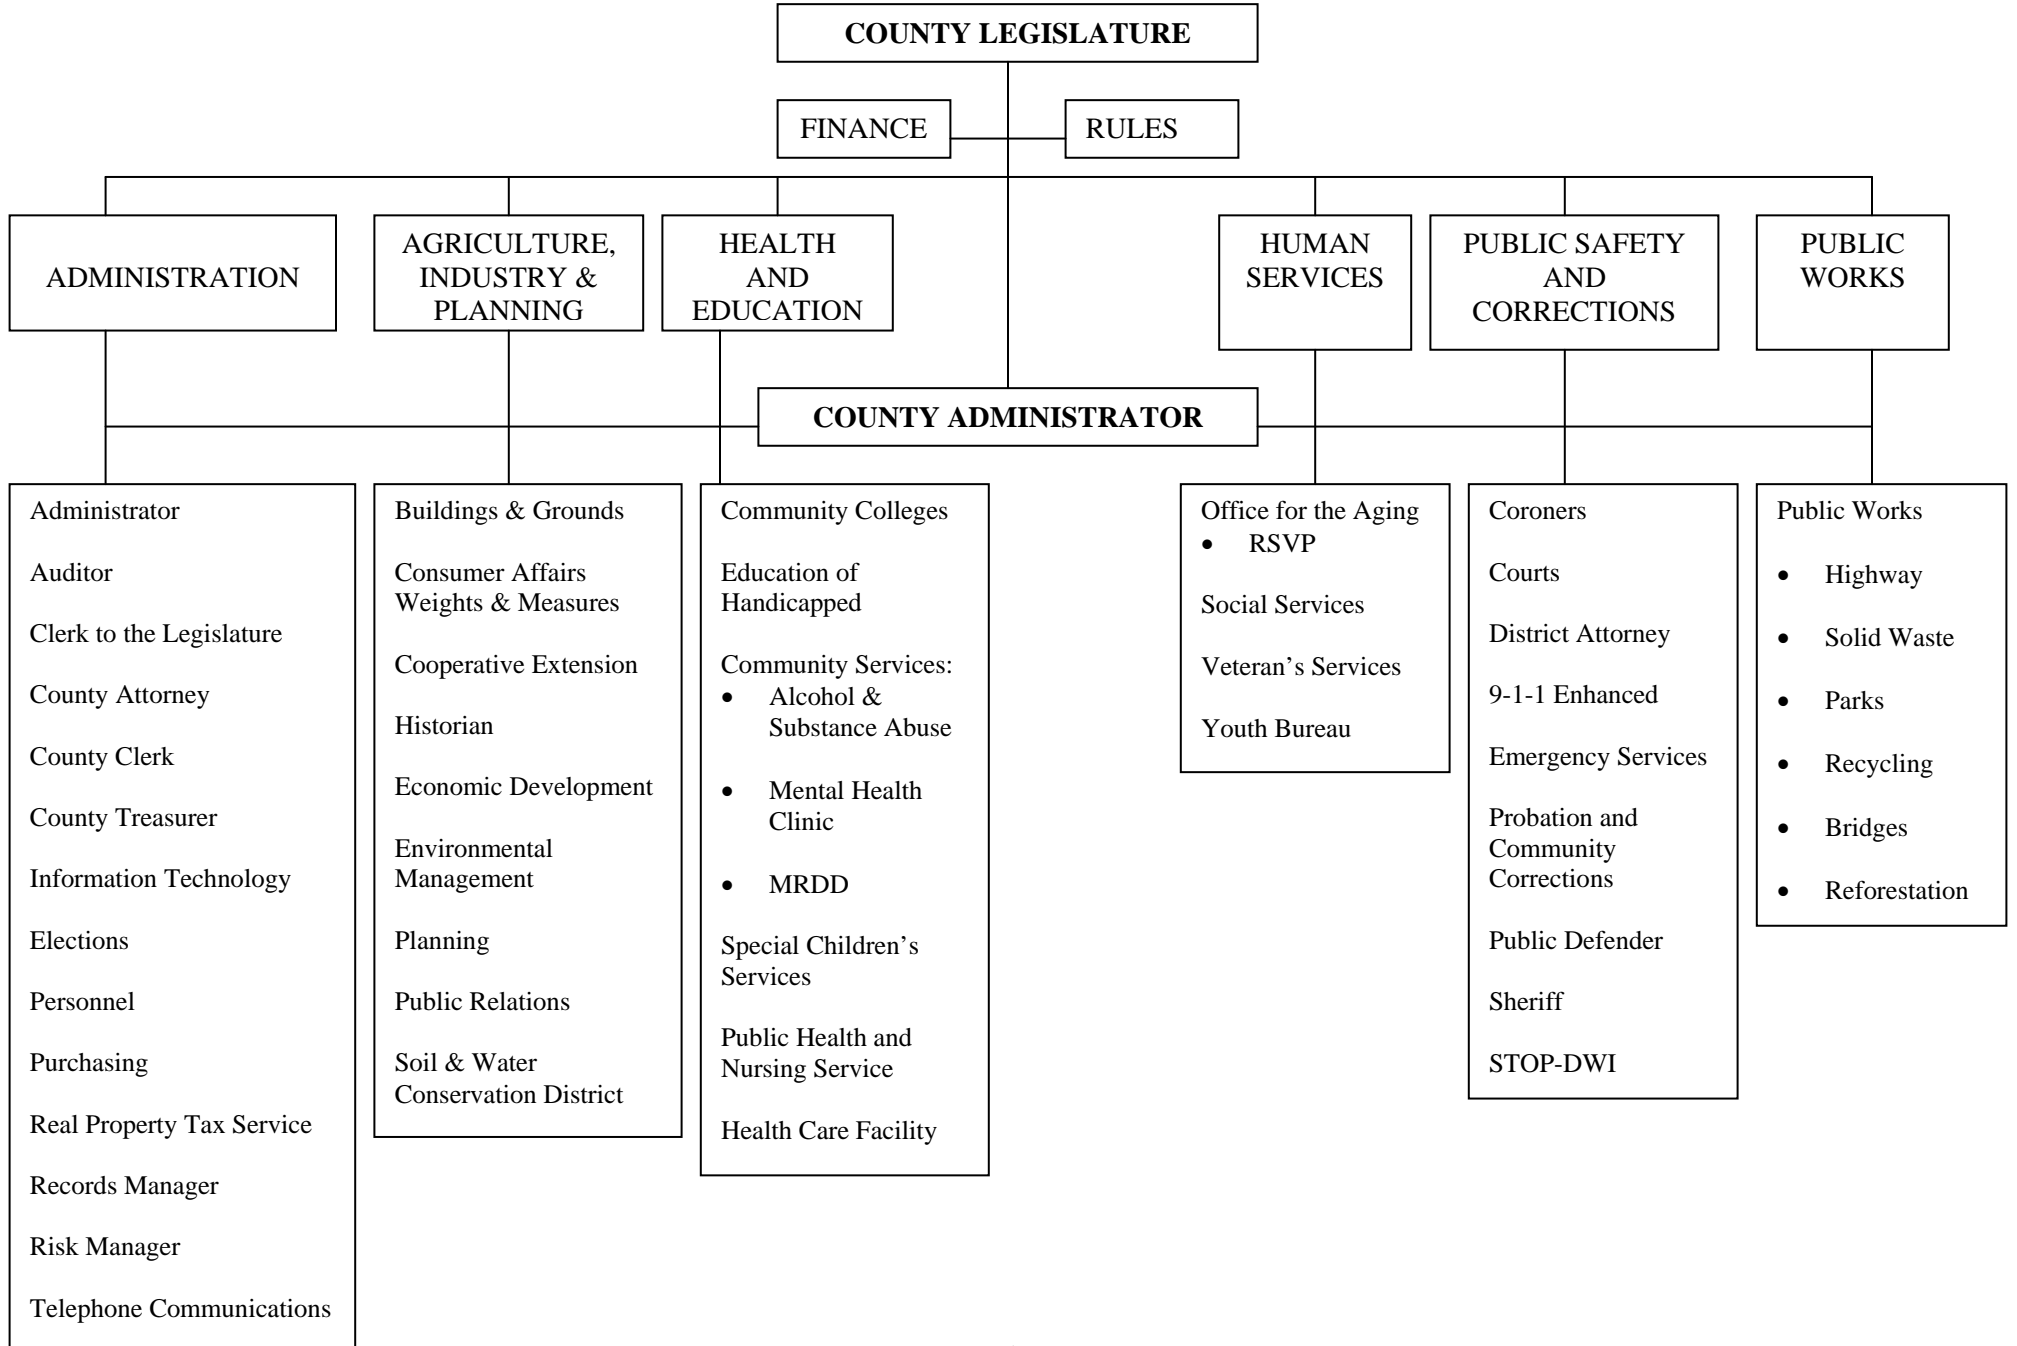 COUNTY LEGISLATURE
FINANCE
RULES
ADMINISTRATION
AGRICULTURE,
INDUSTRY &
PLANNING
HEALTH
AND
EDUCATION
HUMAN
SERVICES
PUBLIC SAFETY
AND
CORRECTIONS
PUBLIC
WORKS
COUNTY ADMINISTRATOR
Administrator
Auditor
Clerk to the Legislature
County Attorney
County Clerk
County Treasurer
Information Technology
Elections
Personnel
Purchasing
Real Property Tax Service
Records Manager
Risk Manager
Telephone Communications
Buildings & Grounds
Consumer Affairs
Weights & Measures
Cooperative Extension
Historian
Economic Development
Environmental
Management
Planning
Public Relations
Soil & Water
Conservation District
Community Colleges
Education of
Handicapped
Community Services:
• Alcohol &
Substance Abuse
• Mental Health
Clinic
• MRDD
Special Children’s
Services
Public Health and
Nursing Service
Health Care Facility
Office for the Aging
• RSVP
Social Services
Veteran’s Services
Youth Bureau
Coroners
Courts
District Attorney
9-1-1 Enhanced
Emergency Services
Probation and
Community
Corrections
Public Defender
Sheriff
STOP-DWI
Public Works
• Highway
• Solid Waste
• Parks
• Recycling
• Bridges
• Reforestation